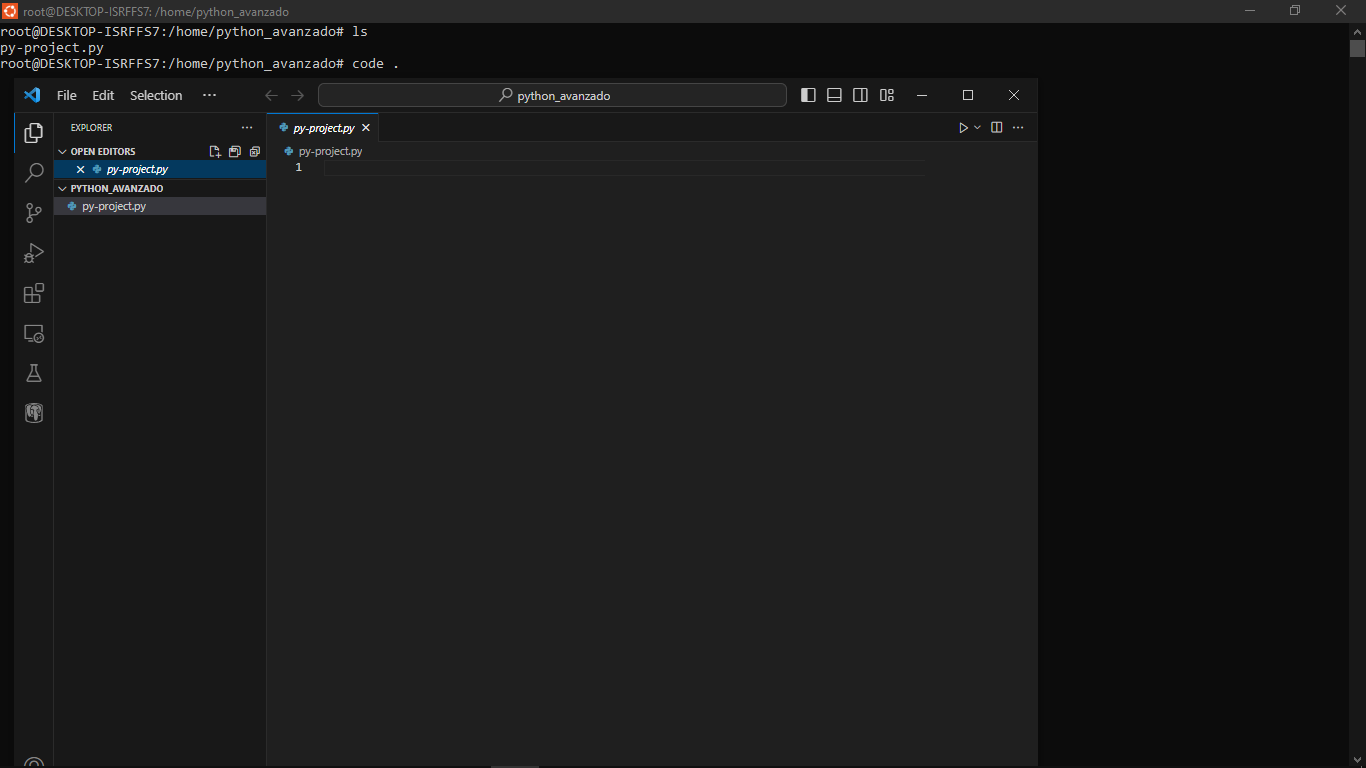 root@DESKTOP-ISRFFS7: /home/python_avanzado
root@DESKTOP-ISRFFS7:/home/python_avanzado# ls
py-project.py
root@DESKTOP-ISRFFS7:/home/python_avanzado# code .
File Edit Selection ··· python_avanzado
EXPLORER ···
py-project.py
OPEN EDITORS
py-project.py
py-project.py
1
PYTHON_AVANZADO
py-project.py